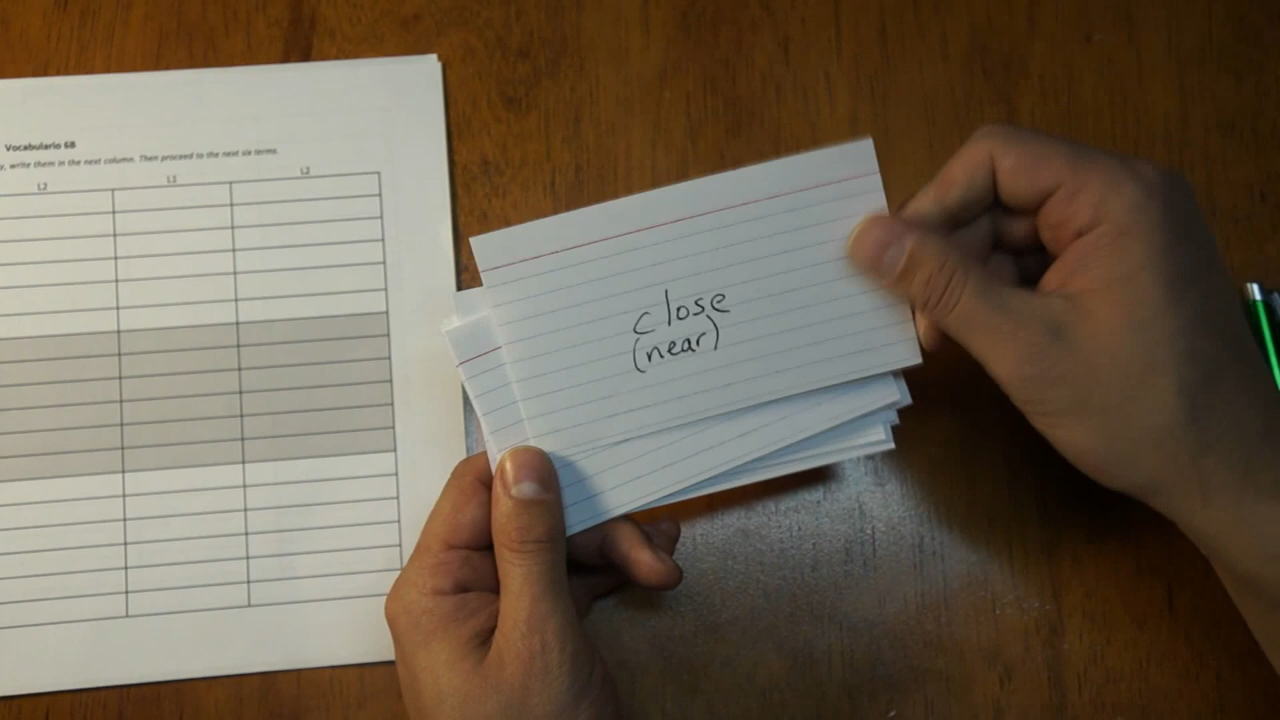 Vocabulario 6B
y, write them in the next column. Then proceed to the next six terms.
L2 L1 L2
close
(near)